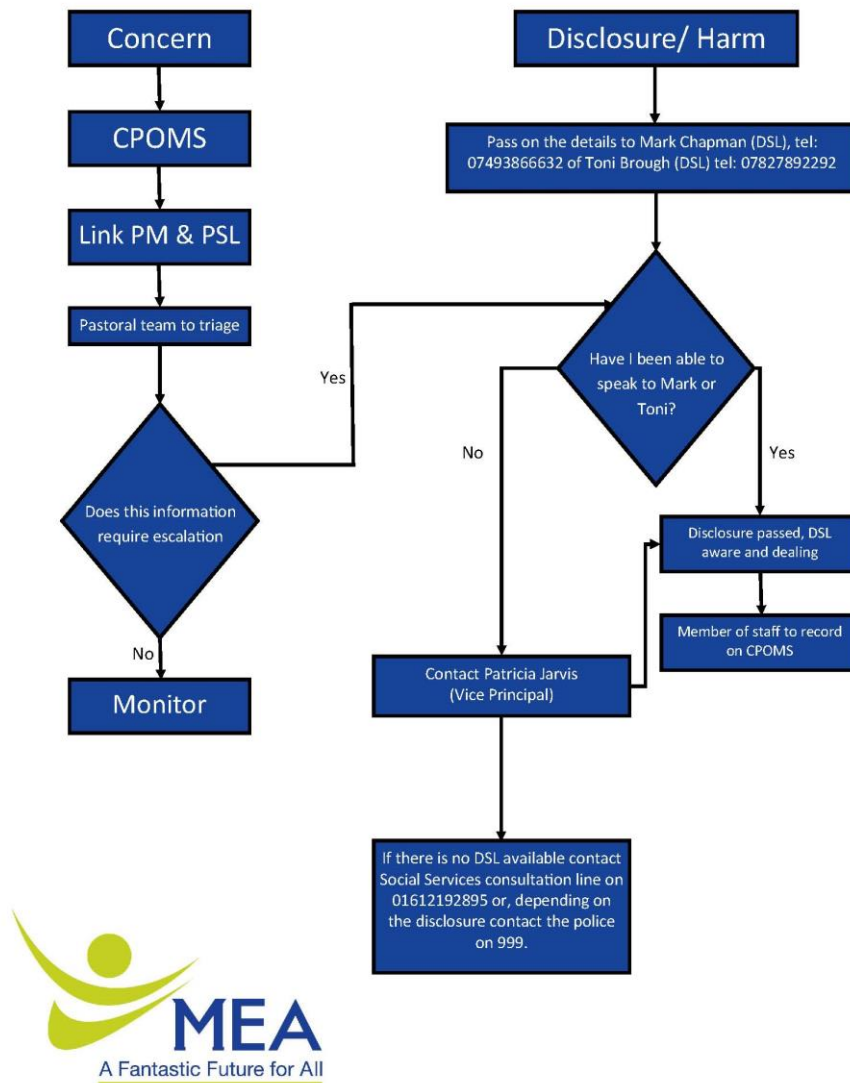 Concern
CPOMS
Link PM & PSL
Pastoral team to triage
Does this information
require escalation
Yes
No
Monitor
Disclosure/ Harm
Pass on the details to Mark Chapman (DSL), tel:
07493866632 of Toni Brough (DSL) tel: 07827892292
Have I been able to
speak to Mark or
Toni?
No
Yes
Disclosure passed, DSL
aware and dealing
Member of staff to record
on CPOMS
Contact Patricia Jarvis
(Vice Principal)
If there is no DSL available contact
Social Services consultation line on
01612192895 or, depending on
the disclosure contact the police
on 999.
MEA
A Fantastic Future for All